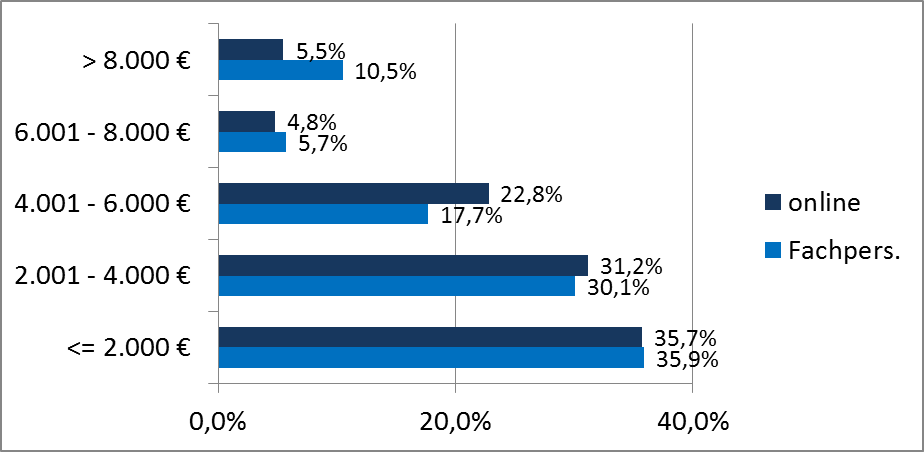 > 8.000 €
5,5%
10,5%
6.001 - 8.000 €
4,8%
5,7%
4.001 - 6.000 €
22,8%
17,7%
2.001 - 4.000 €
31,2%
30,1%
<= 2.000 €
35,7%
35,9%
0,0%
20,0%
40,0%
online
Fachpers.